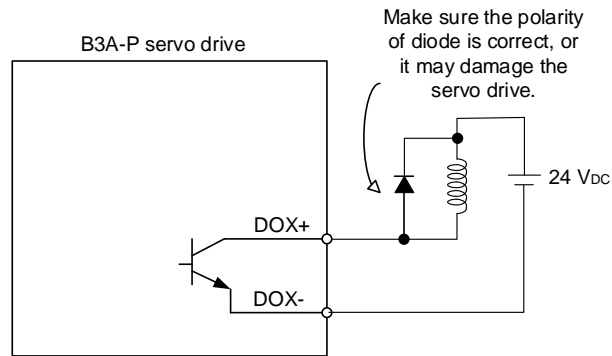 Make sure the polarity
of diode is correct, or
it may damage the
servo drive.
B3A-P servo drive
24 VDC
DOX+
DOX-